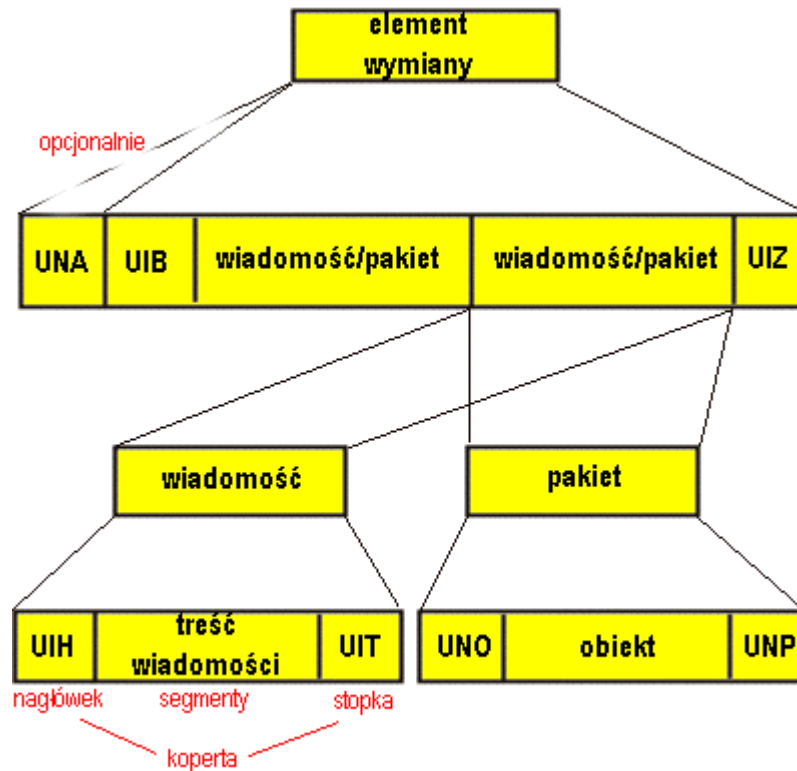 element
wymiany
opcjonalnie
UNA UIB wiadomość/pakiet wiadomość/pakiet UIZ
wiadomość pakiet
UIH treść wiadomości UIT UNO obiekt UNP
nagłówek segmenty stopka
koperta